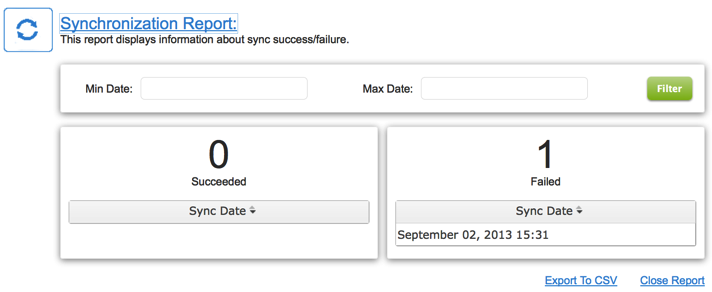 Synchronization Report:
This report displays information about sync success/failure.
Min Date: Max Date: Filter
0
Succeeded
Sync Date
1
Failed
Sync Date
September 02, 2013 15:31
Export To CSV Close Report